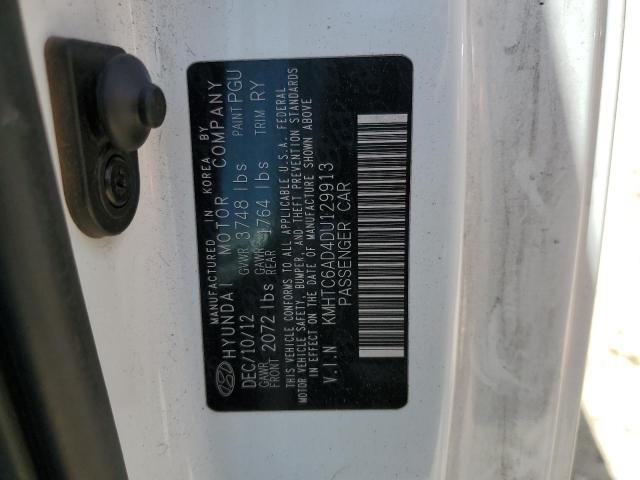 MANUFACTURED IN KOREA BY
HYUNDAI MOTOR COMPANY
DEC/10/12 GVWR 3748 lbs PAINT PGU
GAWR FRONT 2072 lbs GAWR REAR 1764 lbs TRIM RY
THIS VEHICLE CONFORMS TO ALL APPLICABLE U.S.A. FEDERAL
MOTOR VEHICLE SAFETY, BUMPER, AND THEFT PREVENTION STANDARDS
IN EFFECT ON THE DATE OF MANUFACTURE SHOWN ABOVE.
V.I.N KMHTC6AD4DU129913
PASSENGER CAR